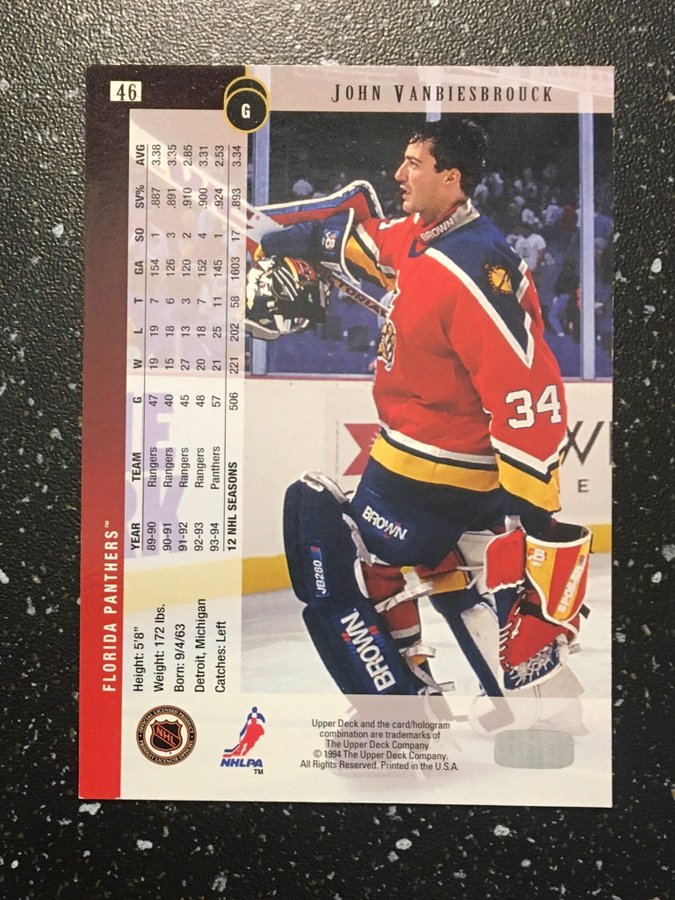 46
G
JOHN VANBIESBROUCK
FLORIDA PANTHERS™
YEAR TEAM G W L T GA SO SV% AVG
89-90 Rangers 47 19 19 7 154 1 .887 3.38
90-91 Rangers 40 15 18 6 126 3 .891 3.35
91-92 Rangers 45 27 13 3 120 2 .910 2.85
92-93 Rangers 48 20 18 7 152 4 .900 3.31
93-94 Panthers 57 21 25 11 145 1 .924 2.53
12 NHL SEASONS 506 221 202 58 1603 17 .893 3.34
Height: 5'8"
Weight: 172 lbs.
Born: 9/4/63
Detroit, Michigan
Catches: Left
BROWN
34
BROWN
JB260
BROWN
NHL
NHLPA
TM
Upper Deck and the card/hologram
combination are trademarks of
The Upper Deck Company.
© 1994 The Upper Deck Company.
All Rights Reserved. Printed in the U.S.A.